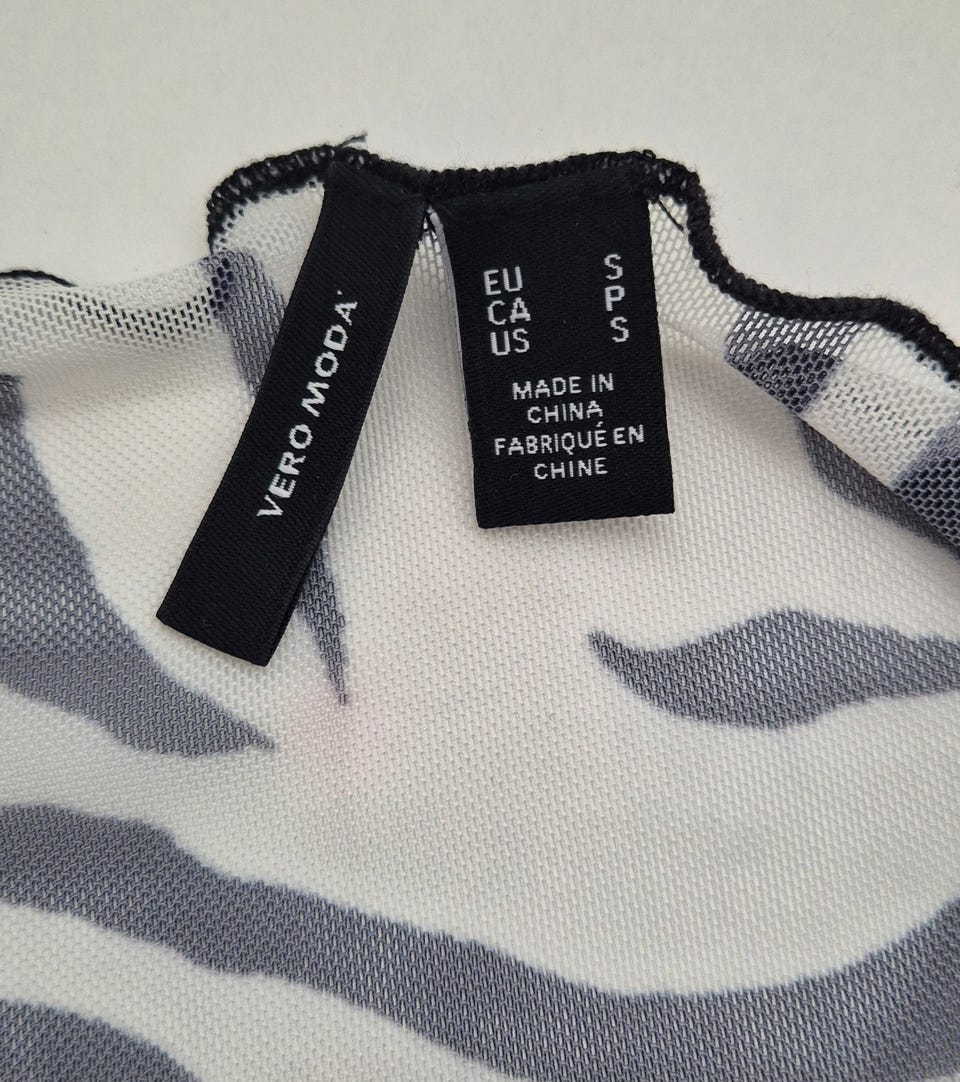 VERO MODA
EU S
CA P
US S
MADE IN
CHINA
FABRIQUÉ EN
CHINE